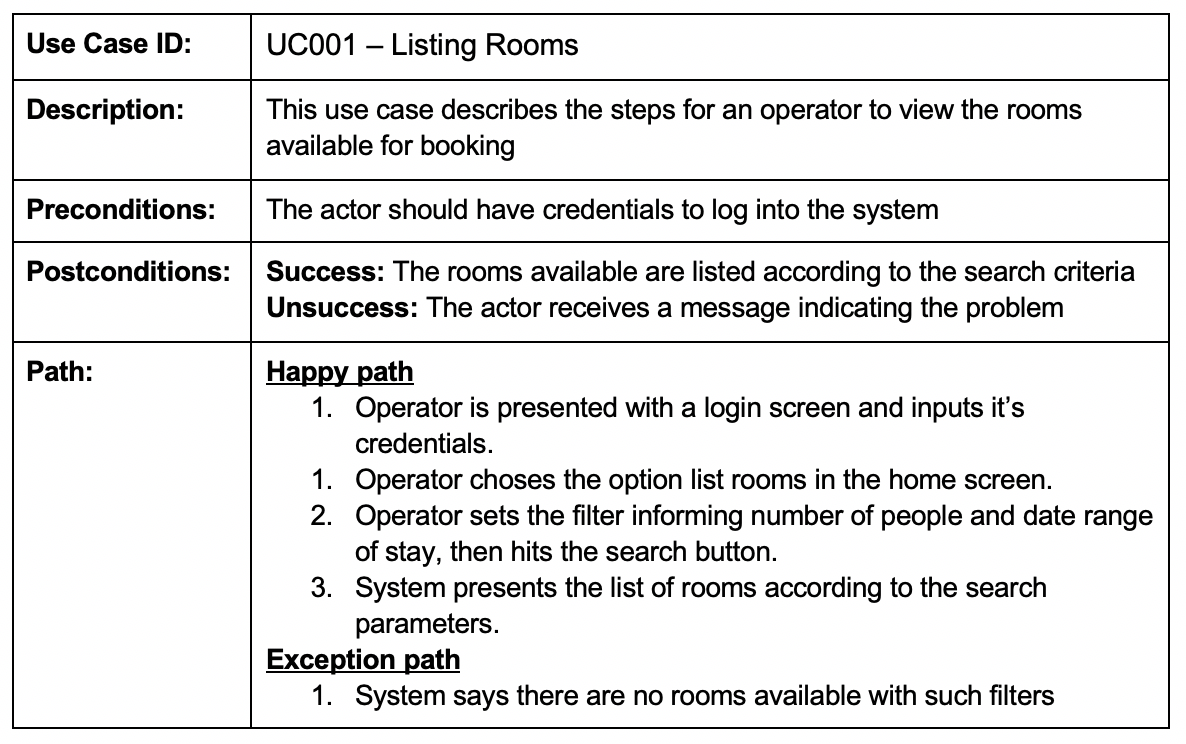 Use Case ID: UC001 – Listing Rooms
Description: This use case describes the steps for an operator to view the rooms
available for booking
Preconditions: The actor should have credentials to log into the system
Postconditions: Success: The rooms available are listed according to the search criteria
Unsuccess: The actor receives a message indicating the problem
Path: Happy path
1. Operator is presented with a login screen and inputs it’s
credentials.
1. Operator choses the option list rooms in the home screen.
2. Operator sets the filter informing number of people and date range
of stay, then hits the search button.
3. System presents the list of rooms according to the search
parameters.
Exception path
1. System says there are no rooms available with such filters